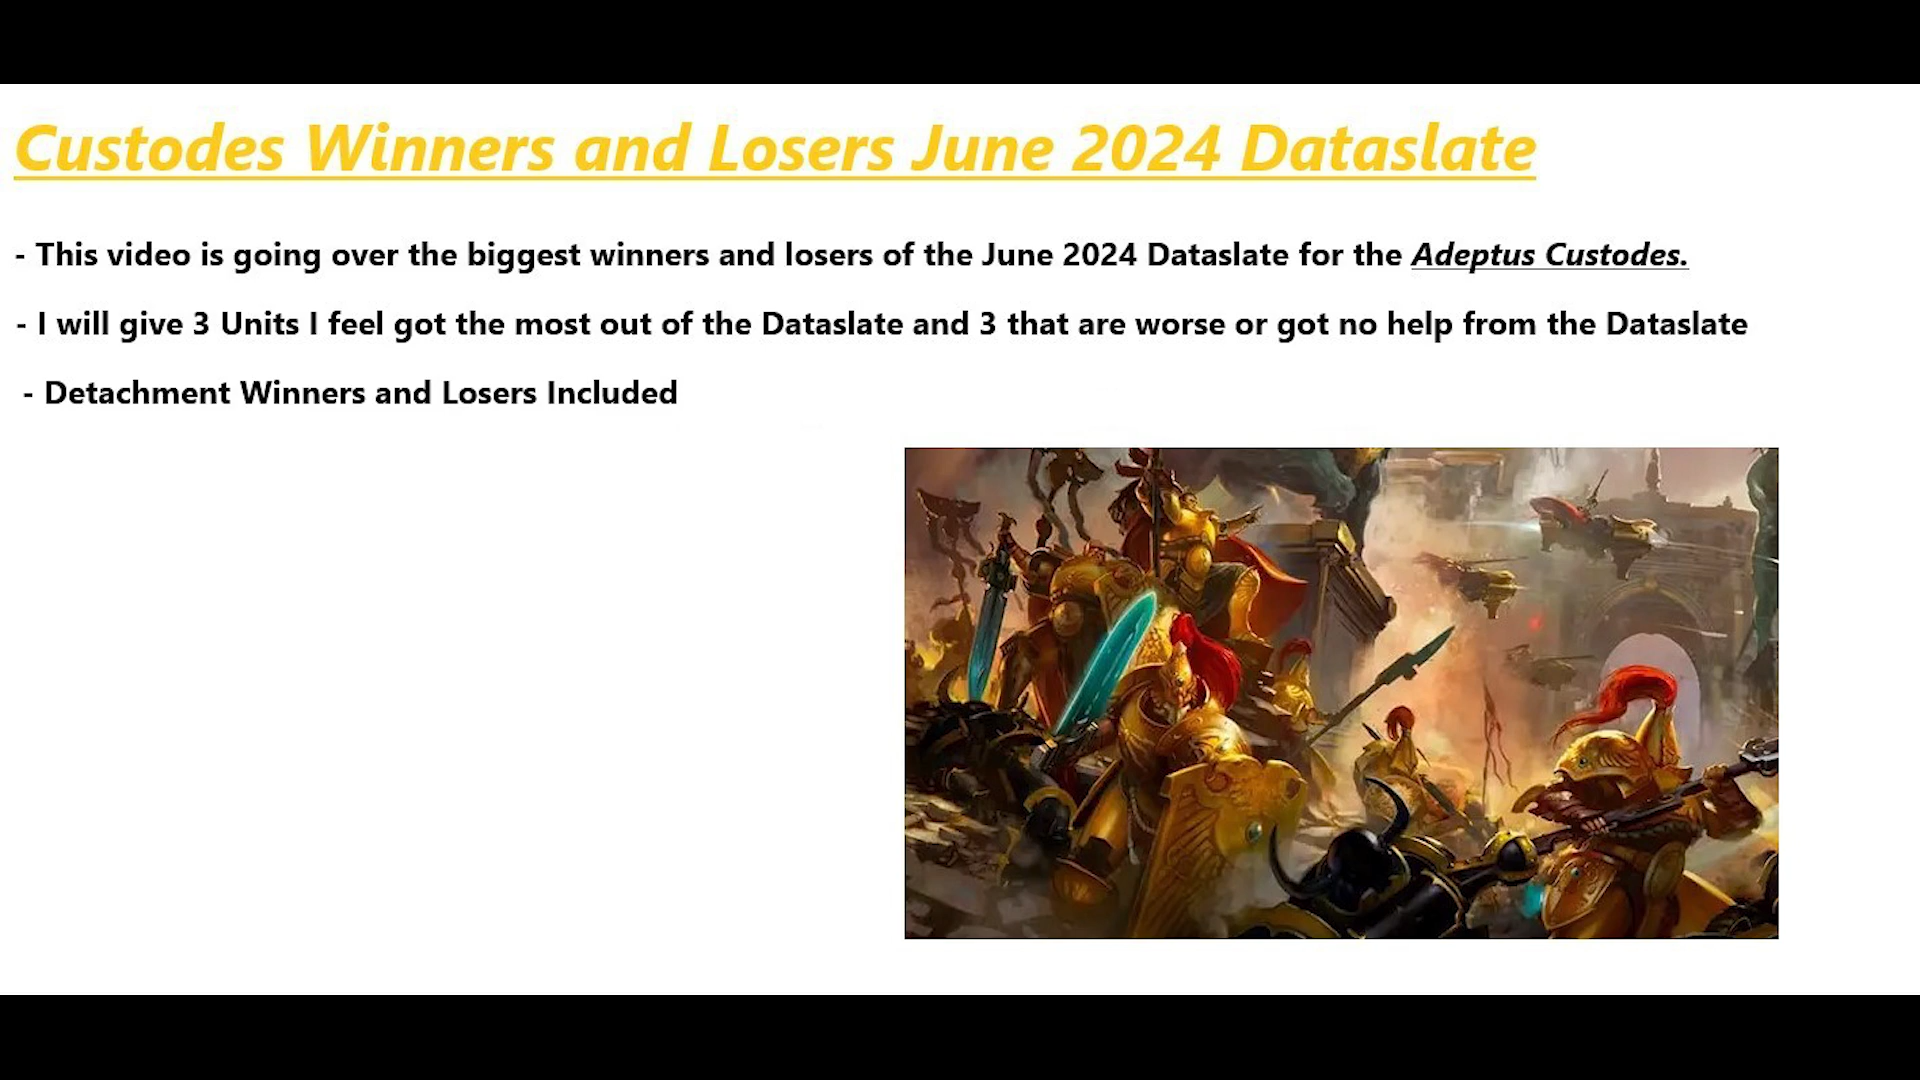 Custodes Winners and Losers June 2024 Dataslate
- This video is going over the biggest winners and losers of the June 2024 Dataslate for the Adeptus Custodes.
- I will give 3 Units I feel got the most out of the Dataslate and 3 that are worse or got no help from the Dataslate
- Detachment Winners and Losers Included